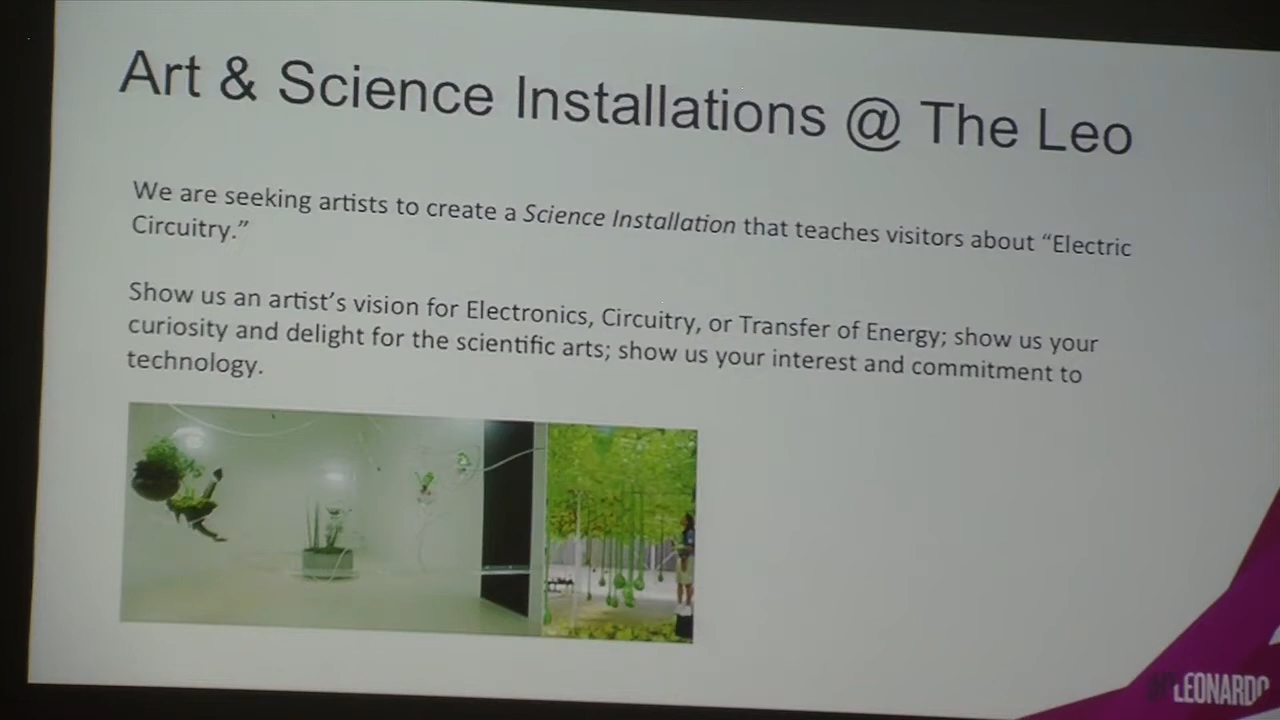 Art & Science Installations @ The Leo
We are seeking artists to create a Science Installation that teaches visitors about “Electric
Circuitry.”
Show us an artist’s vision for Electronics, Circuitry, or Transfer of Energy; show us your
curiosity and delight for the scientific arts; show us your interest and commitment to
technology.
LEONARDO